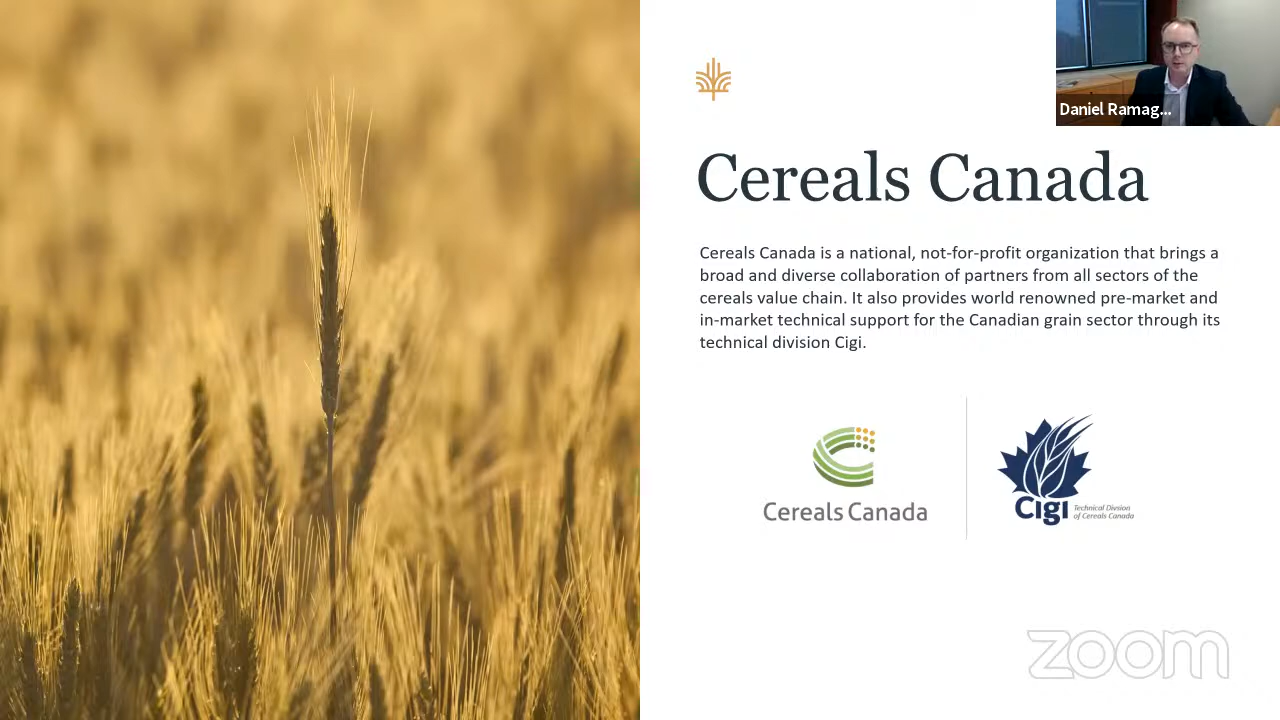 Daniel Ramag...
Cereals Canada
Cereals Canada is a national, not-for-profit organization that brings a
broad and diverse collaboration of partners from all sectors of the
cereals value chain. It also provides world renowned pre-market and
in-market technical support for the Canadian grain sector through its
technical division Cigi.
Cereals Canada
Cigi
Technical Division
of Cereals Canada
zoom